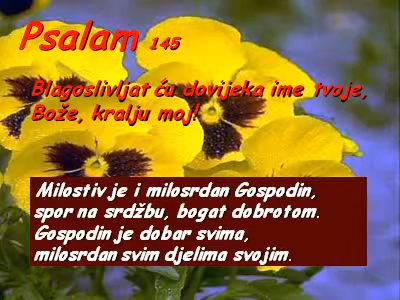 Psalam 145
Blagoslivljat ću dovijeka ime tvoje,
Bože, kralju moj!
Milostiv je i milosrdan Gospodin,
spor na srdžbu, bogat dobrotom.
Gospodin je dobar svima,
milosrdan svim djelima svojim.